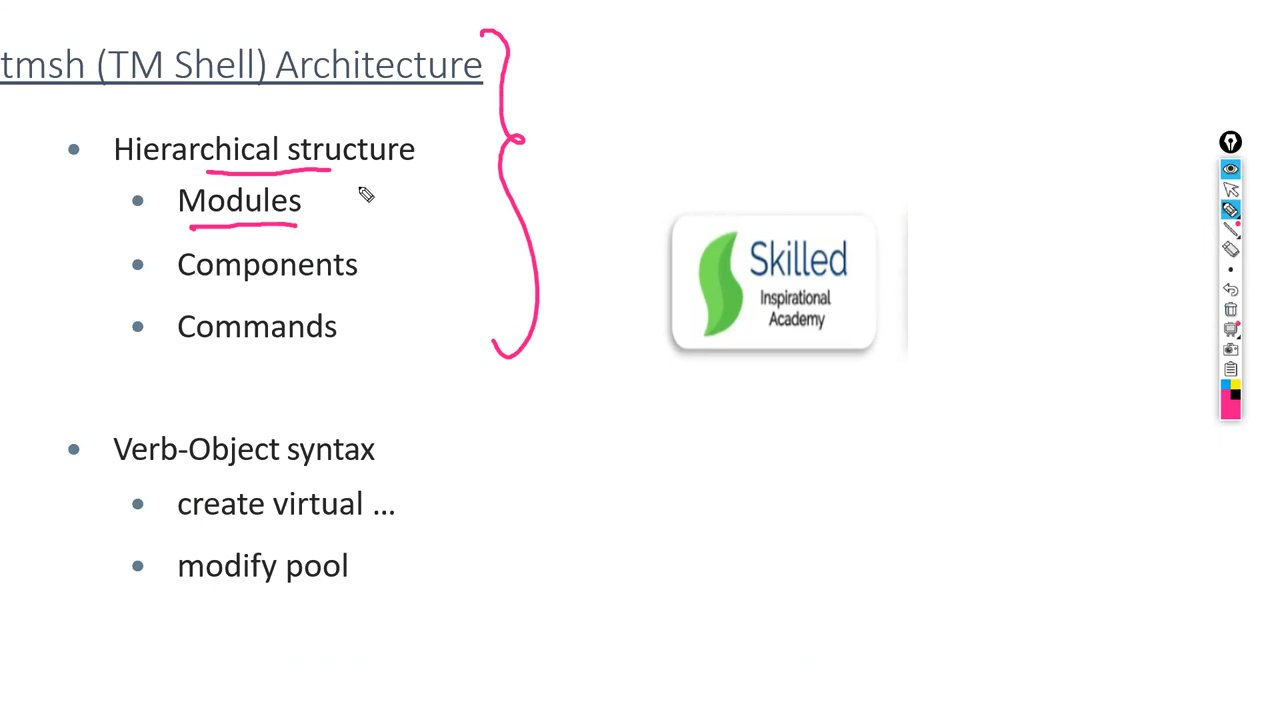 tmsh (TM Shell) Architecture
• Hierarchical structure
• Modules
• Components
• Commands
• Verb-Object syntax
• create virtual ...
• modify pool
Skilled
Inspirational
Academy